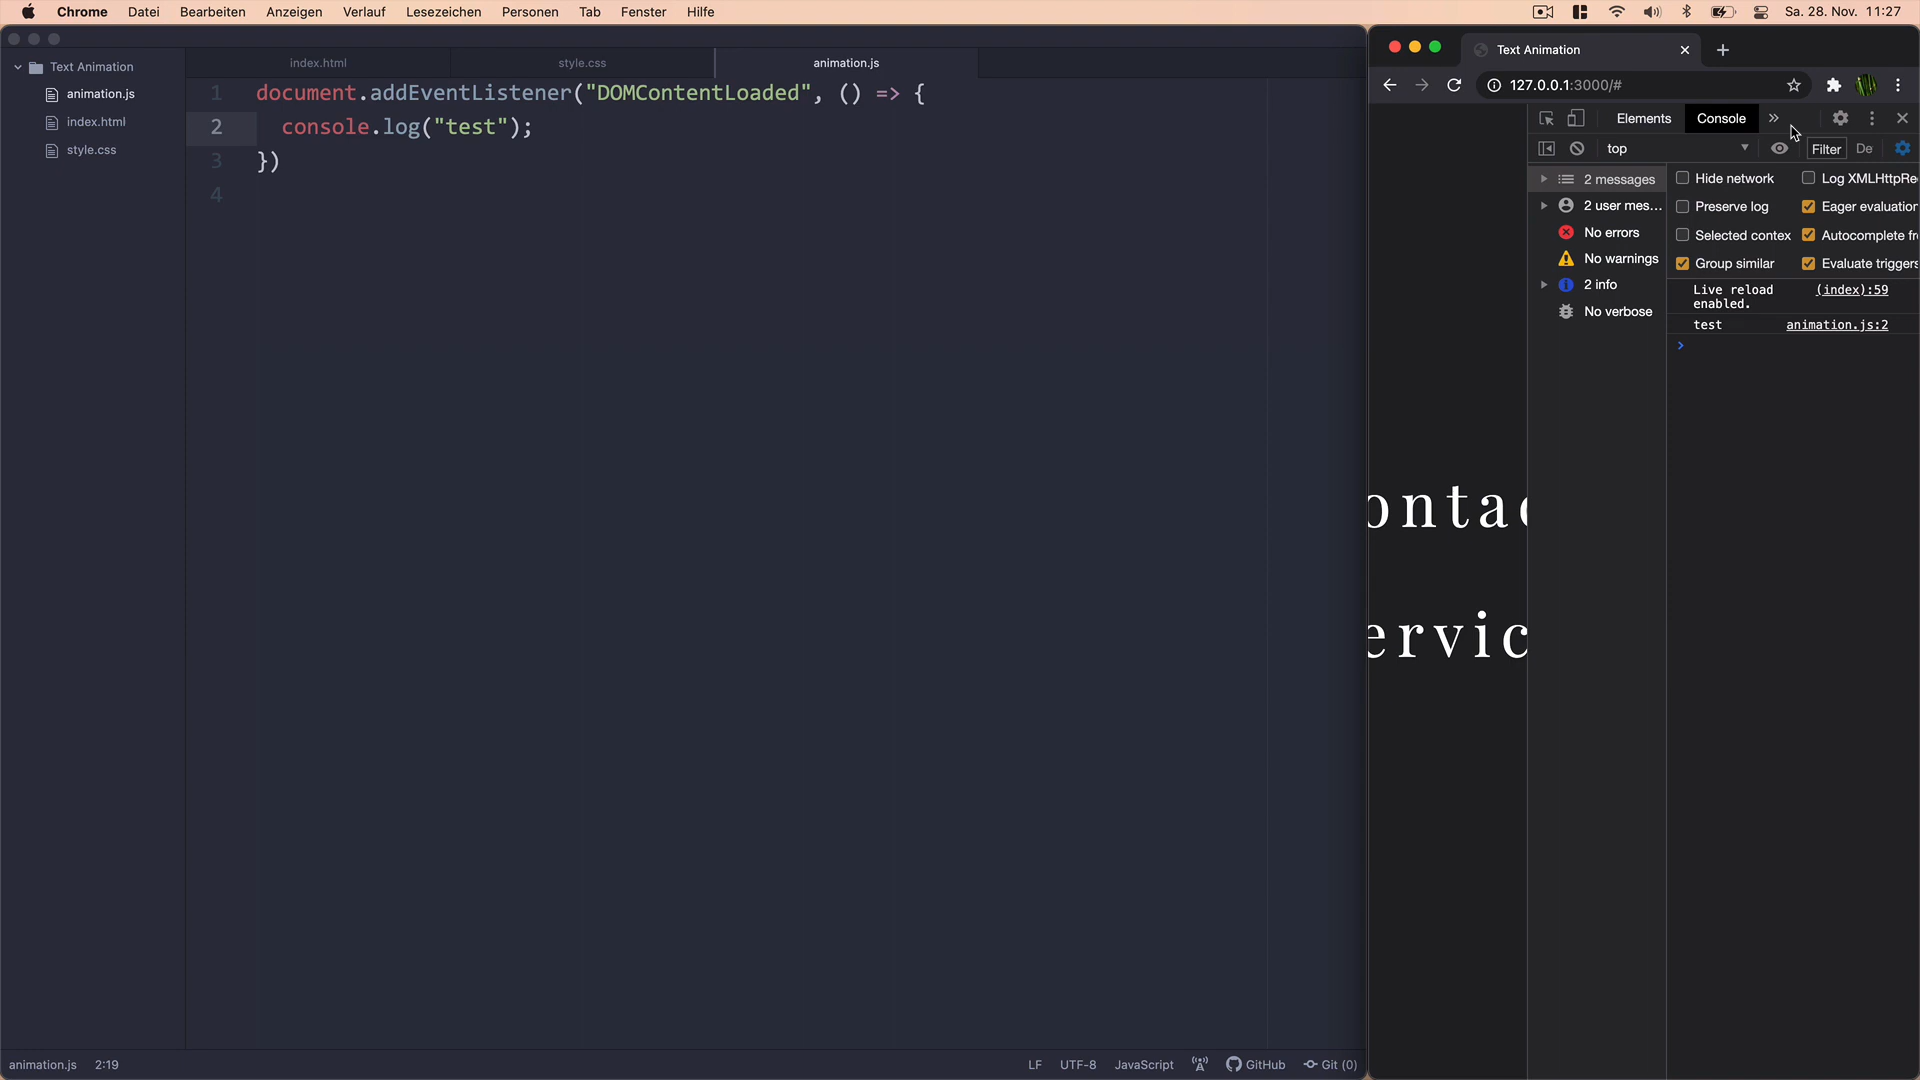 Chrome Datei Bearbeiten Anzeigen Verlauf Lesezeichen Personen Tab Fenster Hilfe
Sa. 28. Nov. 11:27
Text Animation
animation.js
index.html
style.css
index.html
style.css
animation.js
1 document.addEventListener("DOMContentLoaded", () => {
2 console.log("test");
3 })
4
animation.js 2:19
LF UTF-8 JavaScript GitHub Git (0)
Text Animation
127.0.0.1:3000/#
Elements Console »
top
Filter De
2 messages
2 user mes...
No errors
No warnings
2 info
No verbose
Hide network
Log XMLHttpRe
Preserve log
Eager evaluation
Selected contex
Autocomplete fr
Group similar
Evaluate triggers
Live reload enabled.
(index):59
test
animation.js:2
>
ontac
ervic